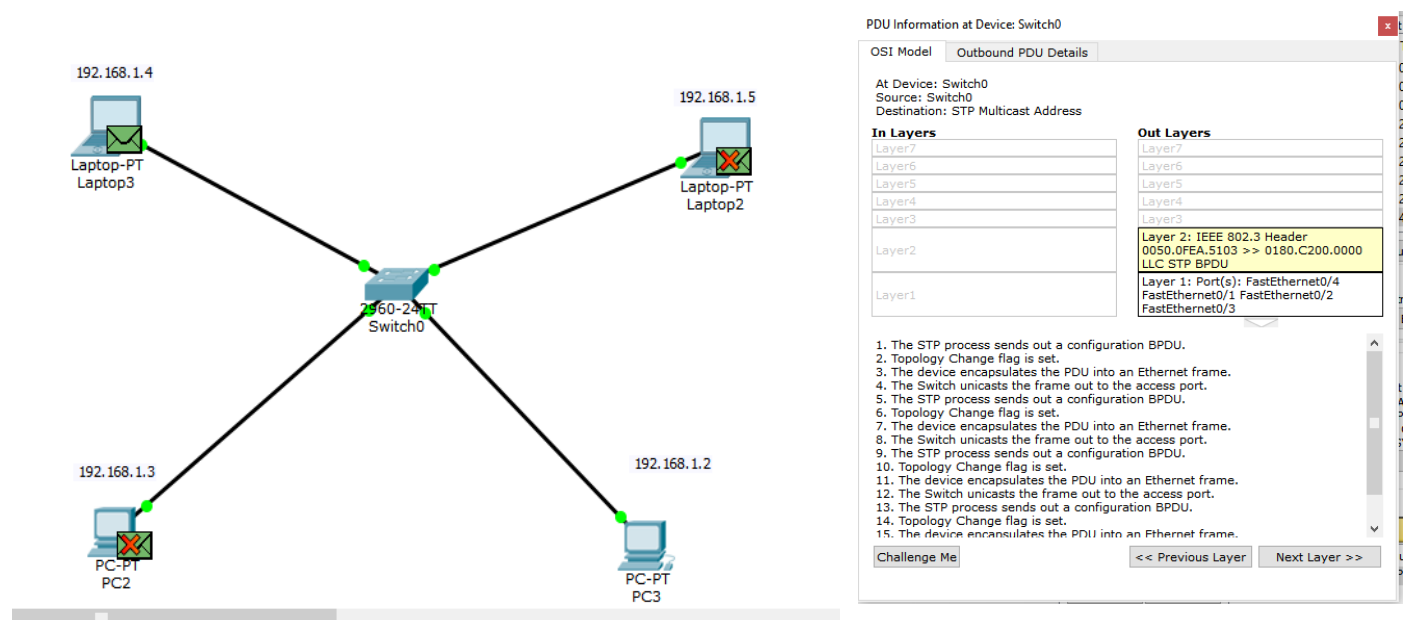 192.168.1.4
Laptop-PT
Laptop3
192.168.1.5
Laptop-PT
Laptop2
2960-24TT
Switch0
192.168.1.3
PC-PT
PC2
192.168.1.2
PC-PT
PC3
PDU Information at Device: Switch0
x
OSI Model
Outbound PDU Details
At Device: Switch0
Source: Switch0
Destination: STP Multicast Address
In Layers
Layer7
Layer6
Layer5
Layer4
Layer3
Layer2
Layer1
Out Layers
Layer7
Layer6
Layer5
Layer4
Layer3
Layer 2: IEEE 802.3 Header
0050.0FEA.5103 >> 0180.C200.0000
LLC STP BPDU
Layer 1: Port(s): FastEthernet0/4
FastEthernet0/1 FastEthernet0/2
FastEthernet0/3
1. The STP process sends out a configuration BPDU.
2. Topology Change flag is set.
3. The device encapsulates the PDU into an Ethernet frame.
4. The Switch unicasts the frame out to the access port.
5. The STP process sends out a configuration BPDU.
6. Topology Change flag is set.
7. The device encapsulates the PDU into an Ethernet frame.
8. The Switch unicasts the frame out to the access port.
9. The STP process sends out a configuration BPDU.
10. Topology Change flag is set.
11. The device encapsulates the PDU into an Ethernet frame.
12. The Switch unicasts the frame out to the access port.
13. The STP process sends out a configuration BPDU.
14. Topology Change flag is set.
15. The device encapsulates the PDU into an Ethernet frame.
Challenge Me
<< Previous Layer
Next Layer >>